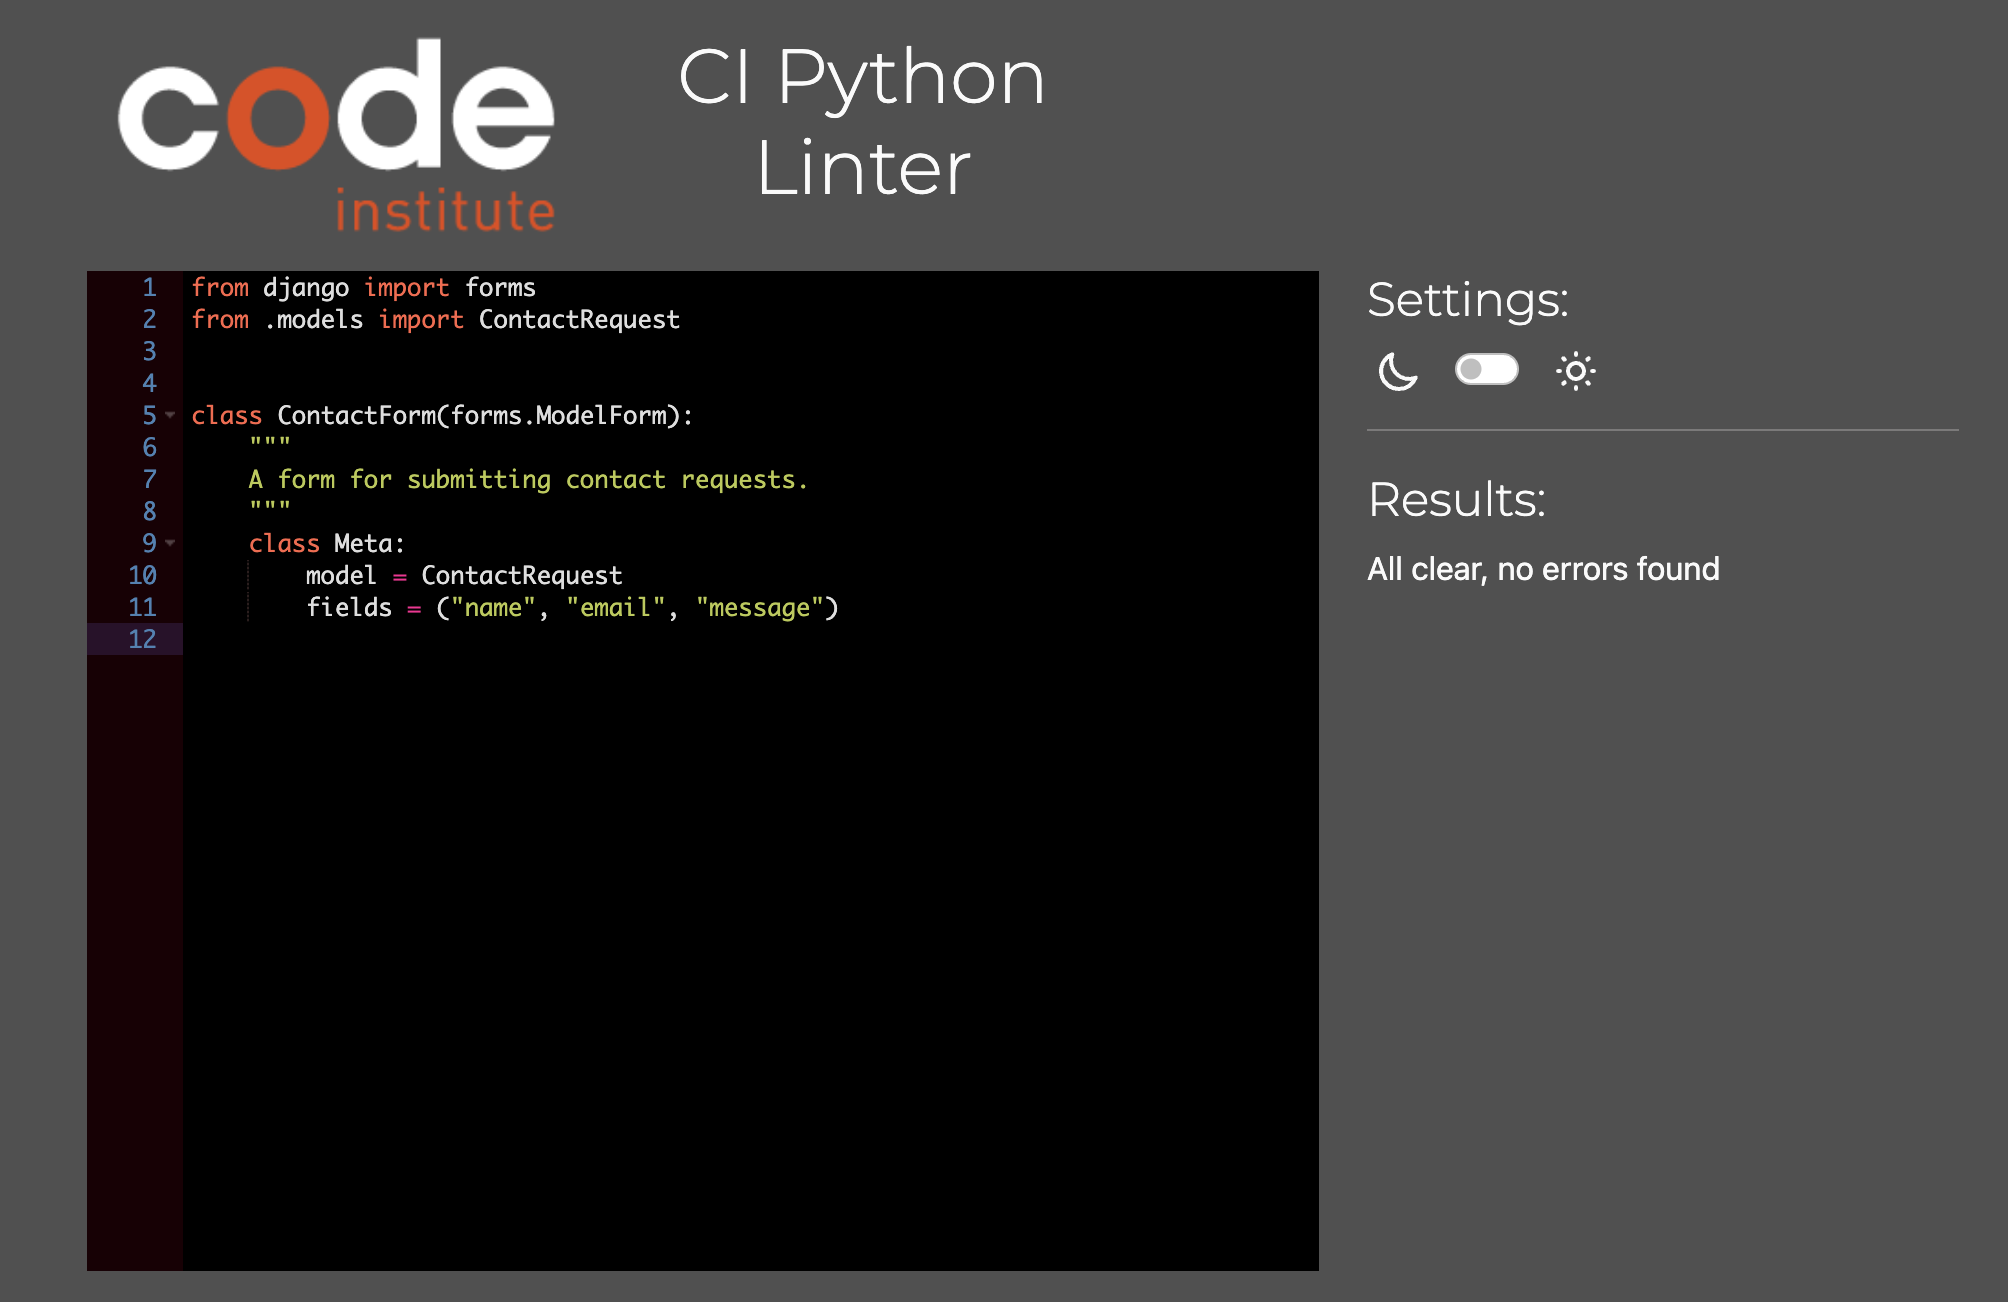 code
institute
CI Python
Linter
1 from django import forms
2 from .models import ContactRequest
3
4
5 class ContactForm(forms.ModelForm):
6     """
7     A form for submitting contact requests.
8     """
9     class Meta:
10         model = ContactRequest
11         fields = ("name", "email", "message")
12
Settings:
Results:
All clear, no errors found